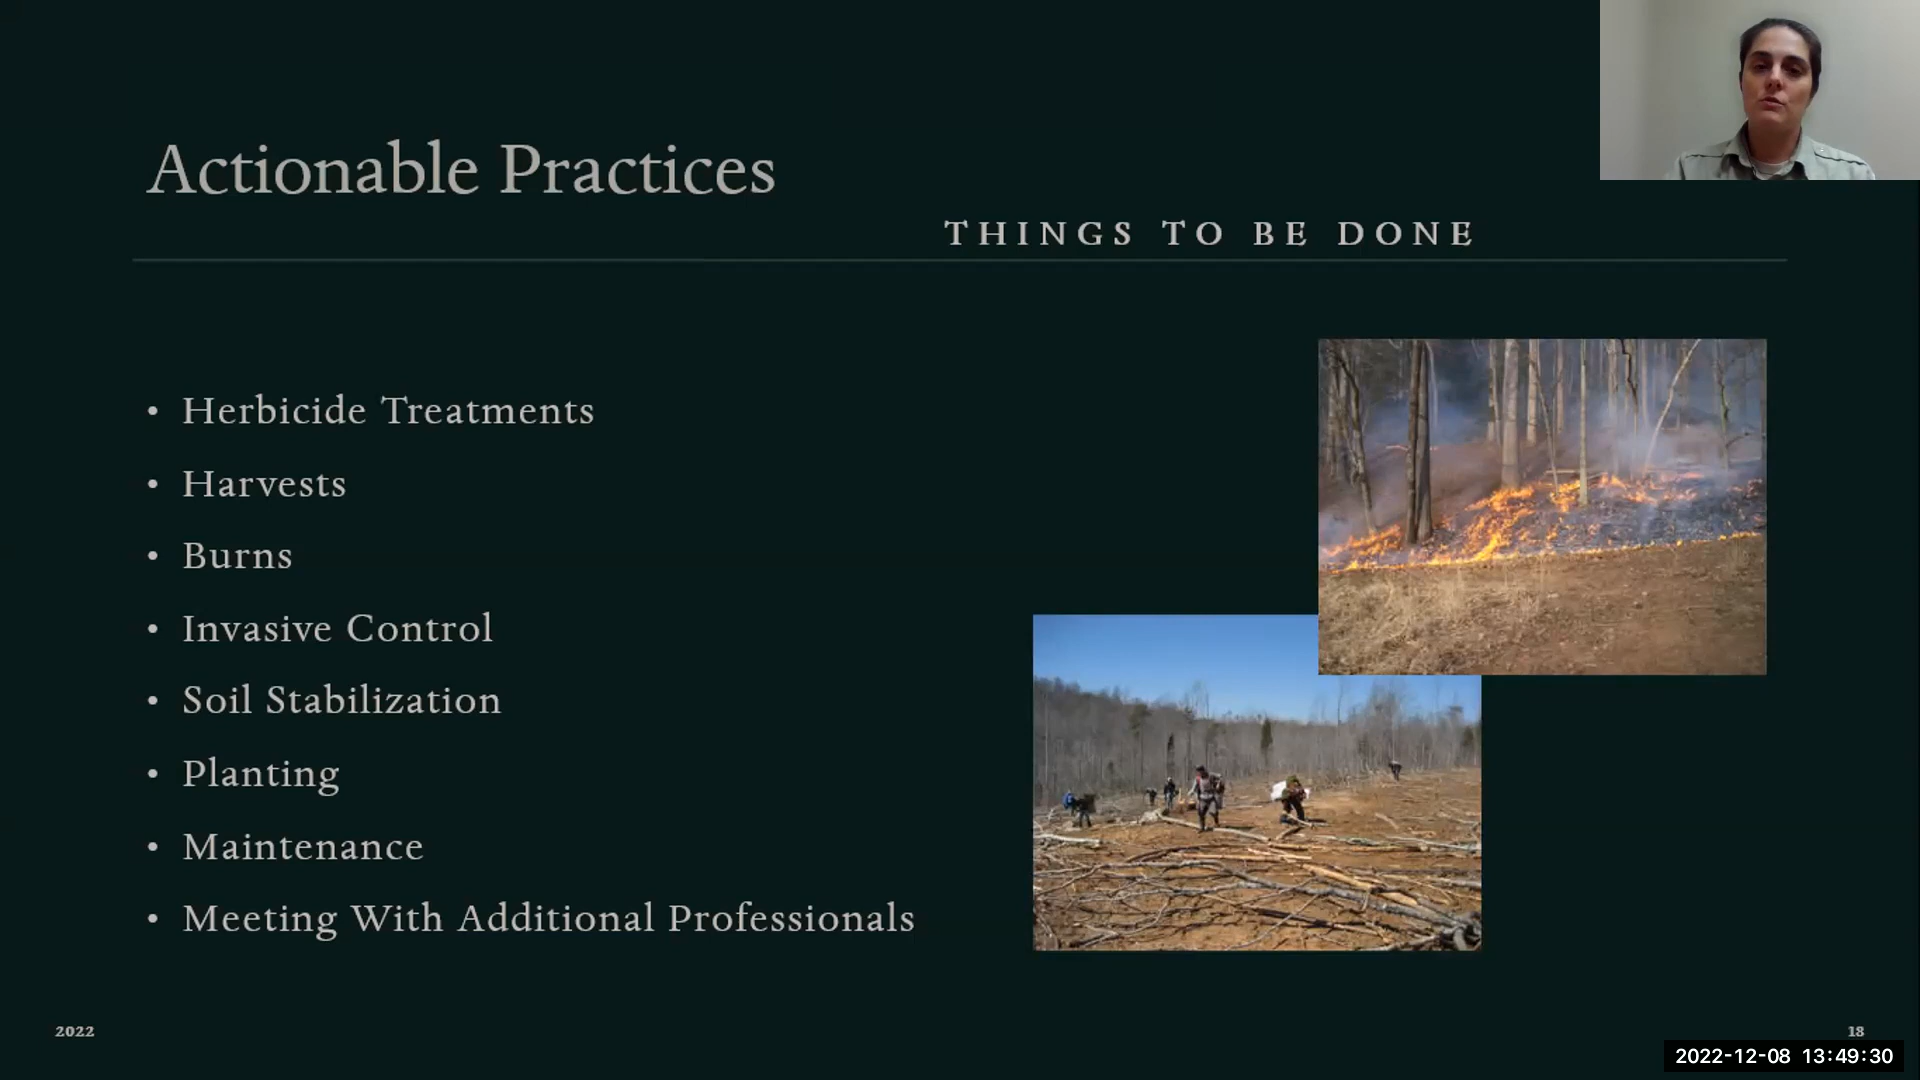 Actionable Practices
THINGS TO BE DONE
• Herbicide Treatments
• Harvests
• Burns
• Invasive Control
• Soil Stabilization
• Planting
• Maintenance
• Meeting With Additional Professionals
2022
18
2022-12-08 13:49:30